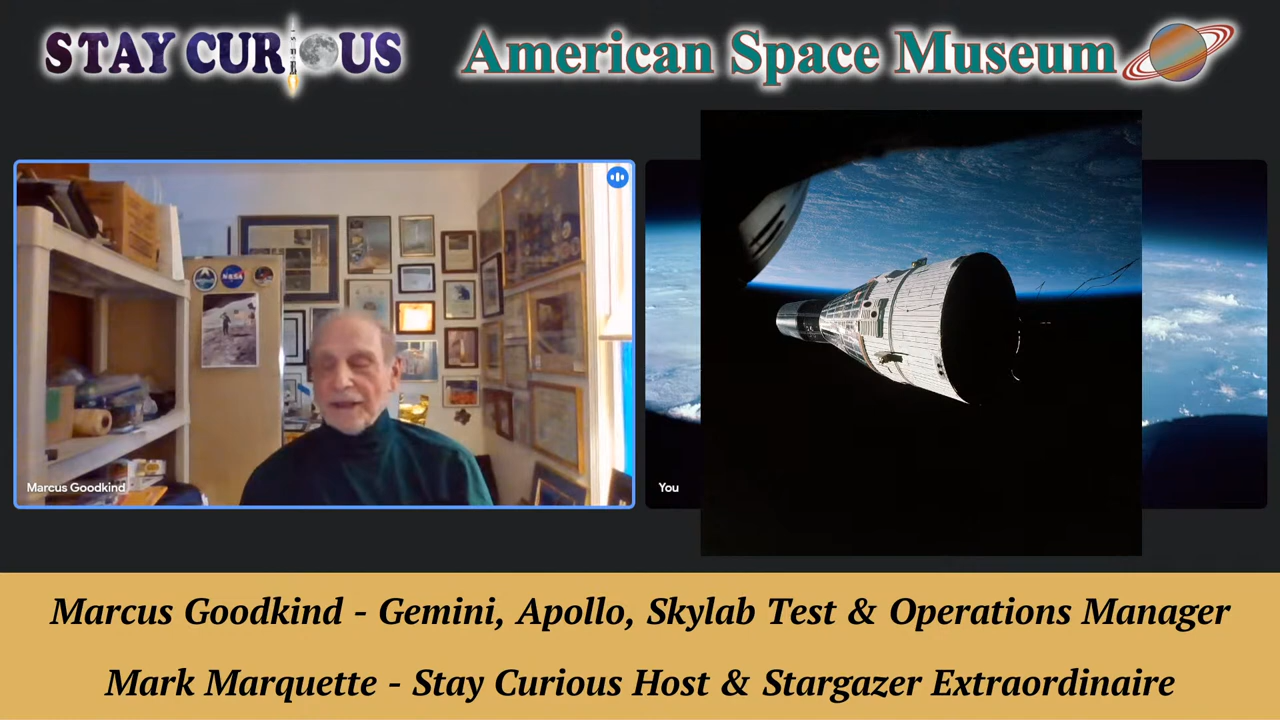 STAY CURIOUS
American Space Museum
NASA
Marcus Goodkind
You
Marcus Goodkind - Gemini, Apollo, Skylab Test & Operations Manager
Mark Marquette - Stay Curious Host & Stargazer Extraordinaire